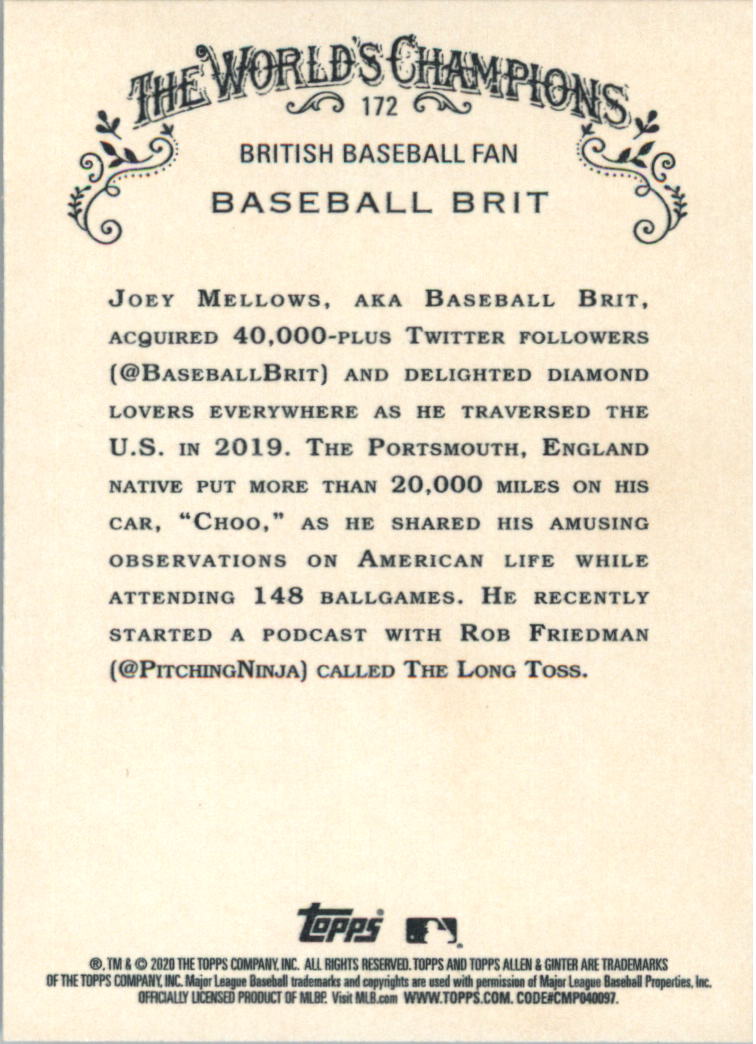 THE WORLD'S CHAMPIONS
172
BRITISH BASEBALL FAN
BASEBALL BRIT
JOEY MELLOWS, AKA BASEBALL BRIT,
ACQUIRED 40,000-PLUS TWITTER FOLLOWERS
(@BASEBALLBRIT) AND DELIGHTED DIAMOND
LOVERS EVERYWHERE AS HE TRAVERSED THE
U.S. IN 2019. THE PORTSMOUTH, ENGLAND
NATIVE PUT MORE THAN 20,000 MILES ON HIS
CAR, “CHOO,” AS HE SHARED HIS AMUSING
OBSERVATIONS ON AMERICAN LIFE WHILE
ATTENDING 148 BALLGAMES. HE RECENTLY
STARTED A PODCAST WITH ROB FRIEDMAN
(@PITCHINGNINJA) CALLED THE LONG TOSS.
Topps
®, TM & © 2020 THE TOPPS COMPANY, INC. ALL RIGHTS RESERVED. TOPPS AND TOPPS ALLEN & GINTER ARE TRADEMARKS
OF THE TOPPS COMPANY, INC. Major League Baseball trademarks and copyrights are used with permission of Major League Baseball Properties, Inc.
OFFICIALLY LICENSED PRODUCT OF MLBP. Visit MLB.com WWW.TOPPS.COM. CODE#CMP040097.